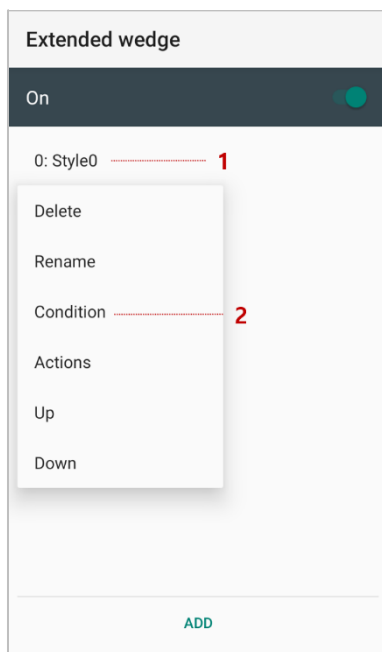 Extended wedge
On
0: Style0 1
Delete
Rename
Condition 2
Actions
Up
Down
ADD